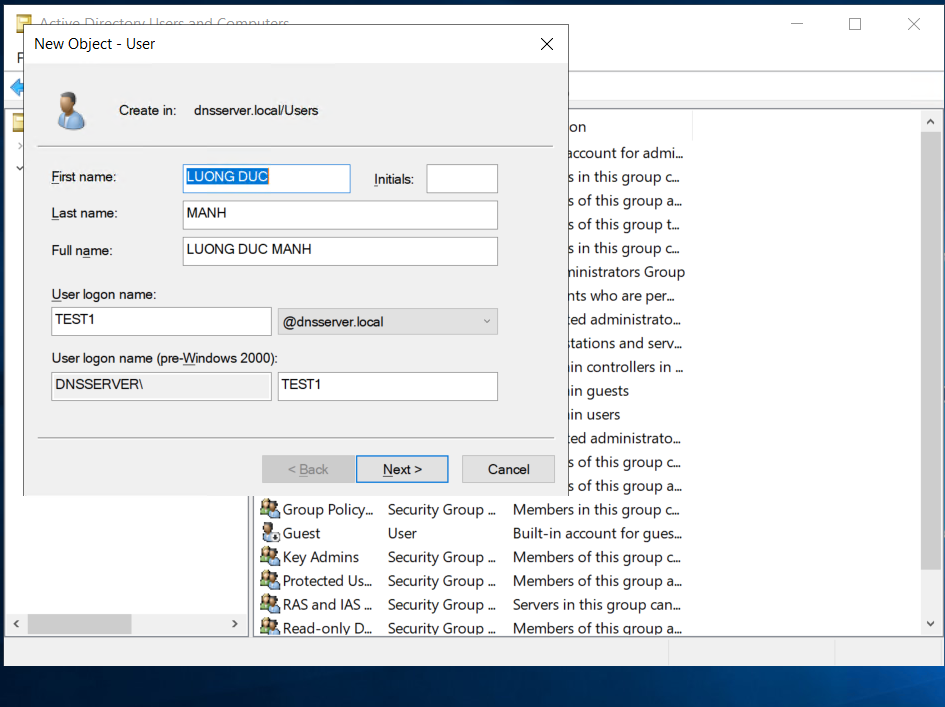 Active Directory Users and Computers
New Object - User
F
Create in: dnsserver.local/Users
First name: LUONG DUC Initials:
Last name: MANH
Full name: LUONG DUC MANH
User logon name:
TEST1 @dnsserver.local
User logon name (pre-Windows 2000):
DNSSERVER\ TEST1
< Back Next > Cancel
on
account for admi...
s in this group c...
s of this group a...
s of this group t...
s in this group c...
ministrators Group
nts who are per...
ted administrato...
stations and serv...
in controllers in ...
in guests
in users
ted administrato...
s of this group c...
s of this group a...
Group Policy... Security Group ... Members in this group c...
Guest User Built-in account for gues...
Key Admins Security Group ... Members of this group c...
Protected Us... Security Group ... Members of this group a...
RAS and IAS ... Security Group ... Servers in this group can...
Read-only D... Security Group ... Members of this group a...